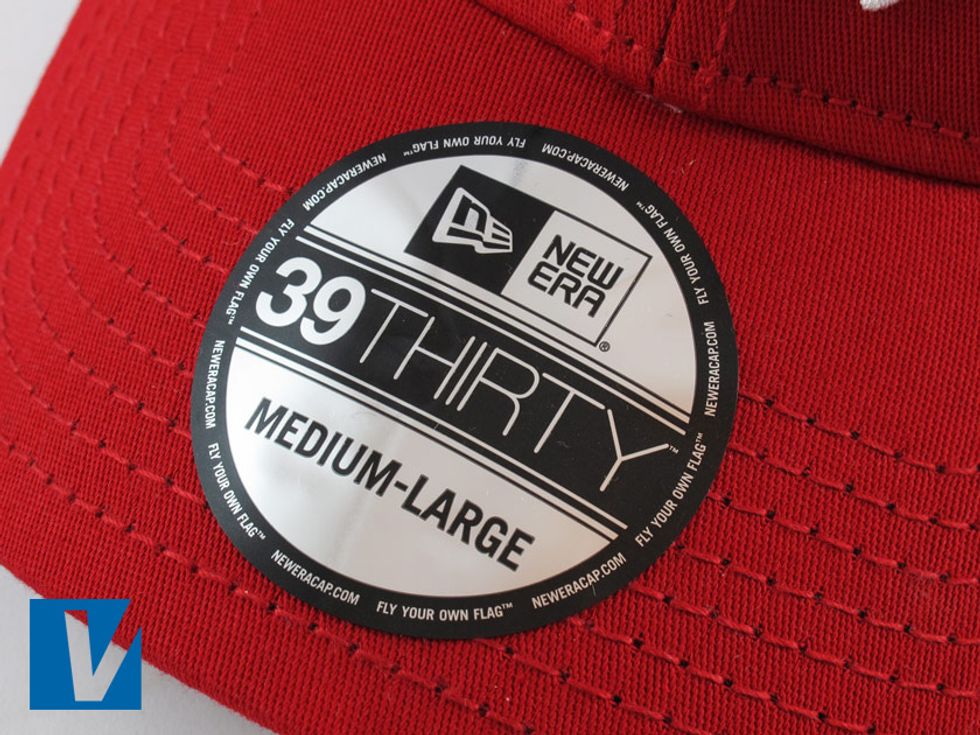 NEW
ERA
®
39THIRTY™
MEDIUM-LARGE
NEWERACAP.COM FLY YOUR OWN FLAG™ NEWERACAP.COM FLY YOUR OWN FLAG™ NEWERACAP.COM FLY YOUR OWN FLAG™ NEWERACAP.COM FLY YOUR OWN FLAG™ NEWERACAP.COM FLY YOUR OWN FLAG™ NEWERACAP.COM FLY YOUR OWN FLAG™
V